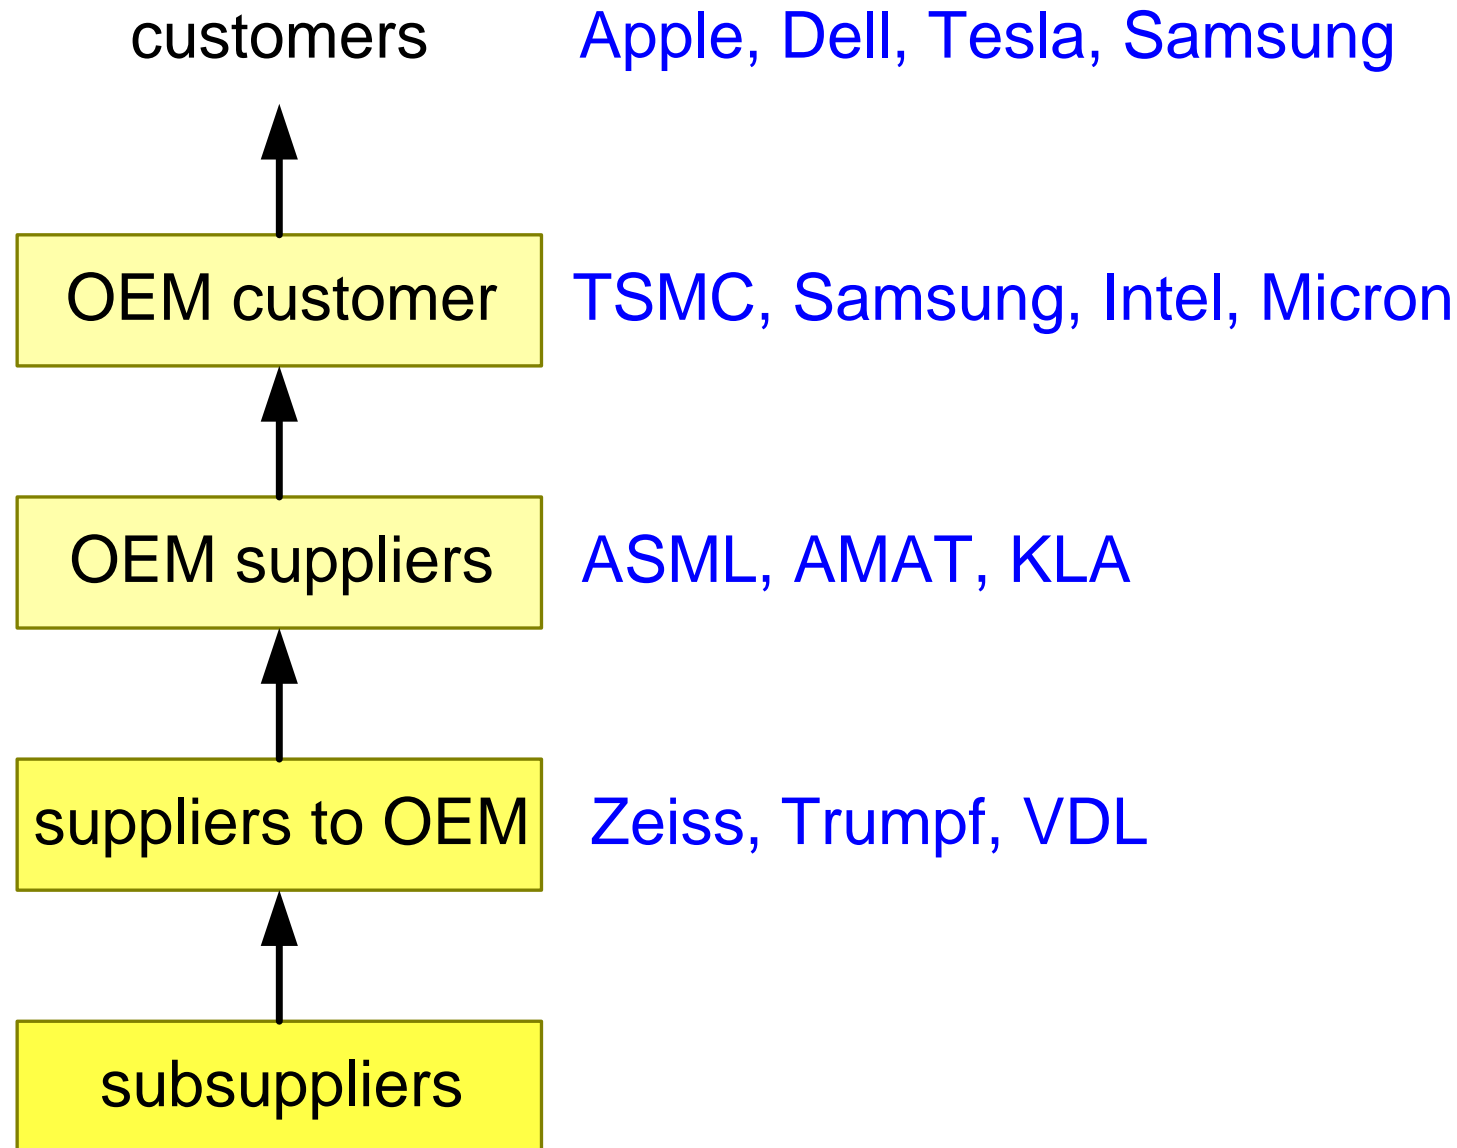 customers Apple, Dell, Tesla, Samsung
OEM customer TSMC, Samsung, Intel, Micron
OEM suppliers ASML, AMAT, KLA
suppliers to OEM Zeiss, Trumpf, VDL
subsuppliers